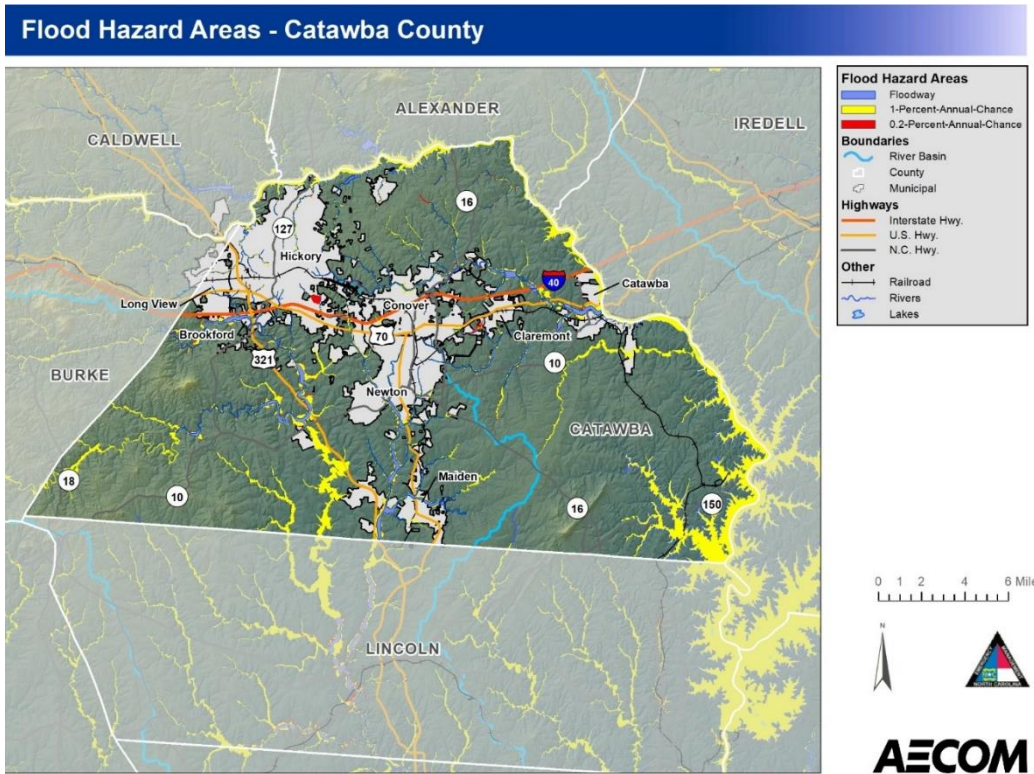 Flood Hazard Areas - Catawba County
ALEXANDER
IREDELL
CALDWELL
16
127
Hickory
40
Catawba
Long View
Conover
Brookford
70
Claremont
321
10
BURKE
Newton
CATAWBA
Maiden
18
10
16
150
LINCOLN
Flood Hazard Areas
Floodway
1-Percent-Annual-Chance
0.2-Percent-Annual-Chance
Boundaries
River Basin
County
Municipal
Highways
Interstate Hwy.
U.S. Hwy.
N.C. Hwy.
Other
Railroad
Rivers
Lakes
0 1 2 4 6 Mile
N
NORTH CAROLINA
AECOM